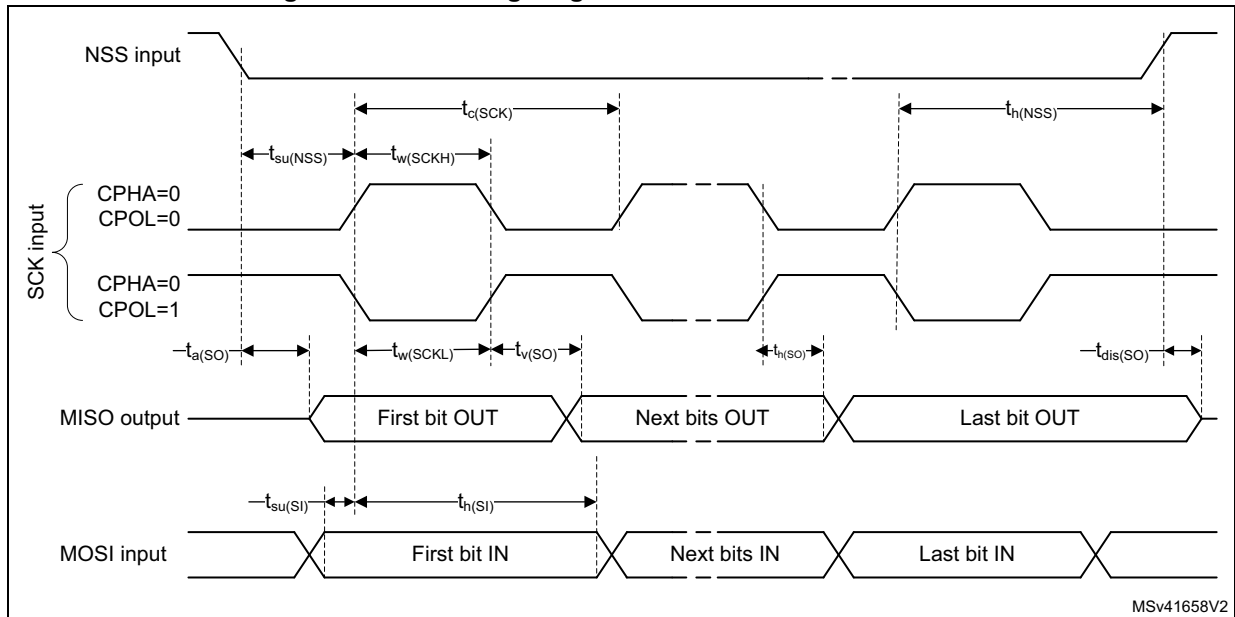 NSS input
tc(SCK)
th(NSS)
tsu(NSS)
tw(SCKH)
SCK input
CPHA=0
CPOL=0
CPHA=0
CPOL=1
ta(SO)
tw(SCKL)
tv(SO)
th(SO)
tdis(SO)
MISO output
First bit OUT
Next bits OUT
Last bit OUT
tsu(SI)
th(SI)
MOSI input
First bit IN
Next bits IN
Last bit IN
MSv41658V2